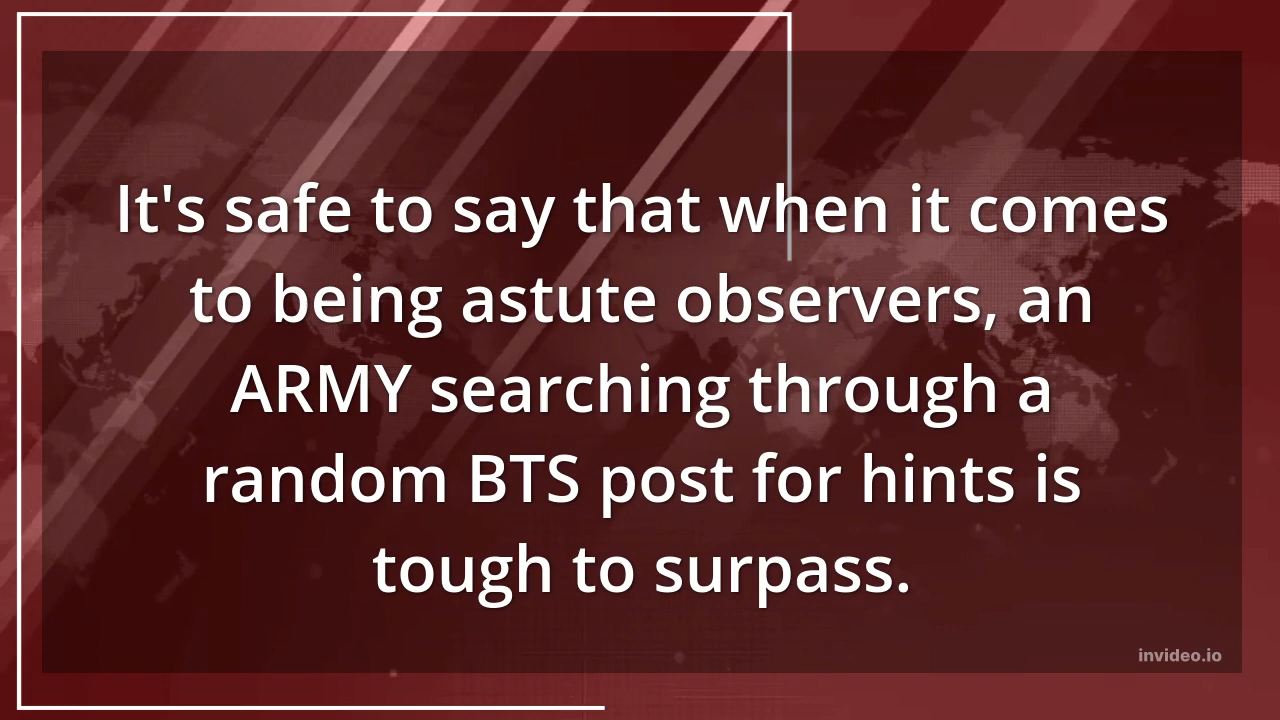 It's safe to say that when it comes
to being astute observers, an
ARMY searching through a
random BTS post for hints is
tough to surpass.
invideo.io